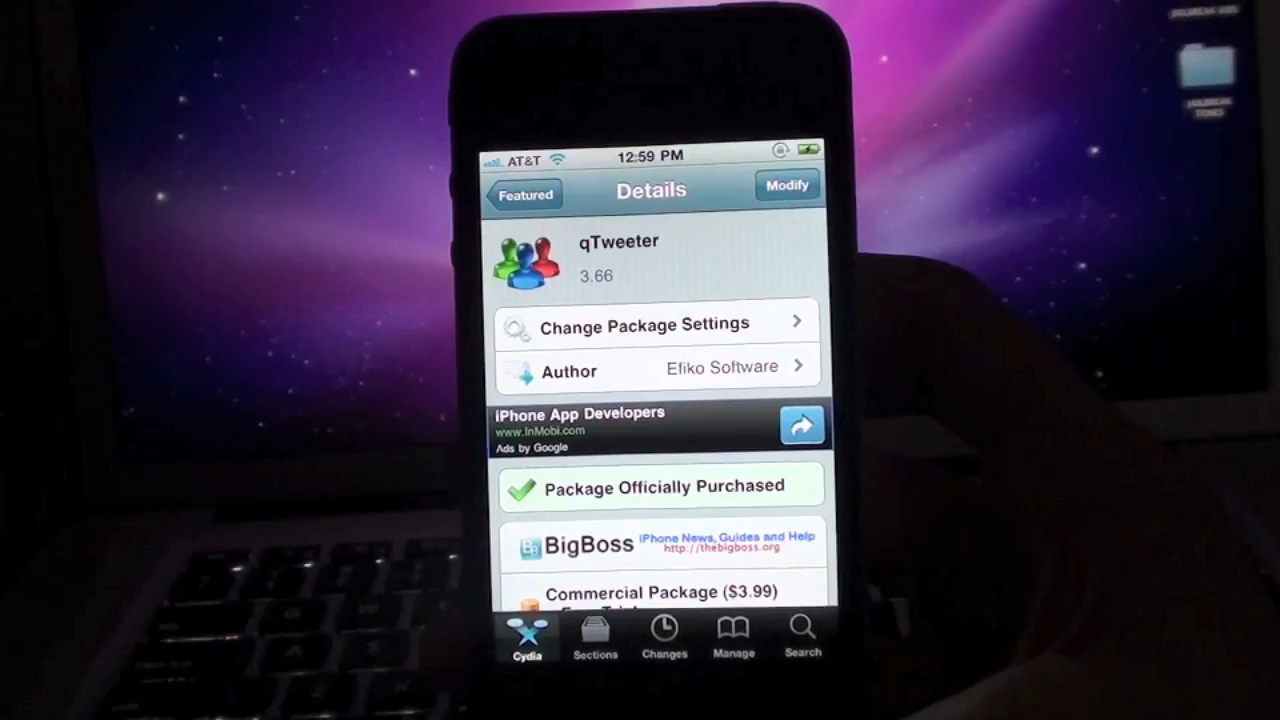 JAILBREAK
THINGS
AT&T 12:59 PM
Featured Details Modify
qTweeter
3.66
Change Package Settings
Author Efiko Software
iPhone App Developers
www.InMobi.com
Ads by Google
Package Officially Purchased
BigBoss iPhone News, Guides and Help
http://thebigboss.org
Commercial Package ($3.99)
Cydia Sections Changes Manage Search